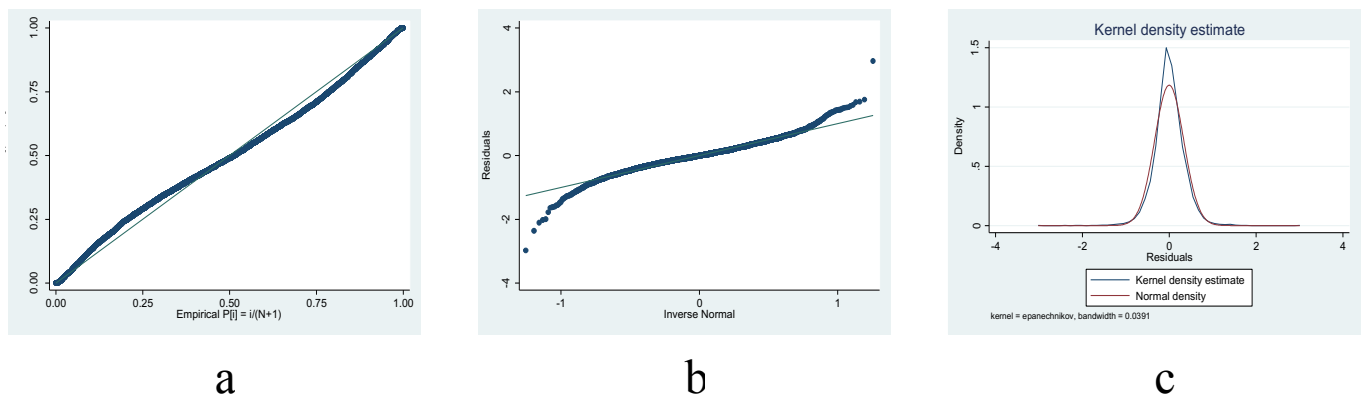 1.00
0.75
0.50
0.25
0.00
0.00 0.25 0.50 0.75 1.00
Empirical P[i] = i/(N+1)
a
Residuals
4
2
0
-2
-4
-1 0 1
Inverse Normal
b
Kernel density estimate
Density
1.5
1
.5
0
-4 -2 0 2 4
Residuals
Kernel density estimate
Normal density
kernel = epanechnikov, bandwidth = 0.0391
c